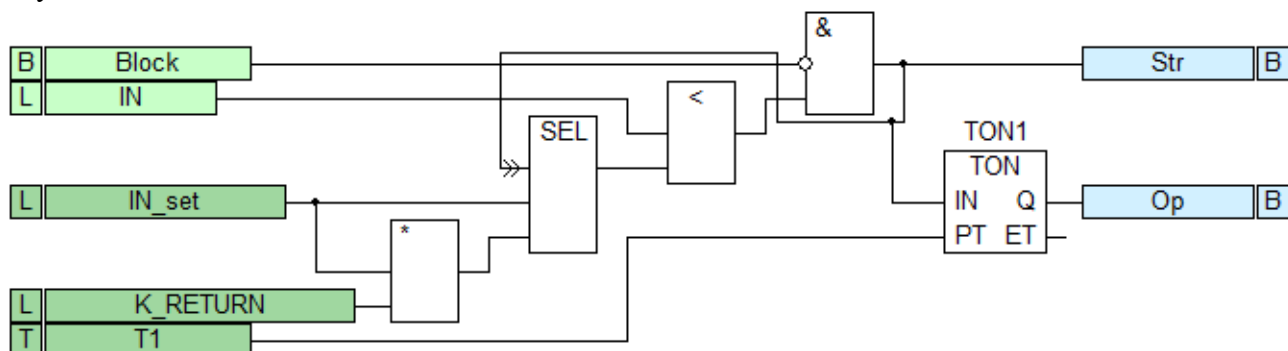 &
B Block Str B
L IN <
SEL TON1
TON
L IN_set IN Q Op B
* PT ET
L K_RETURN
T T1